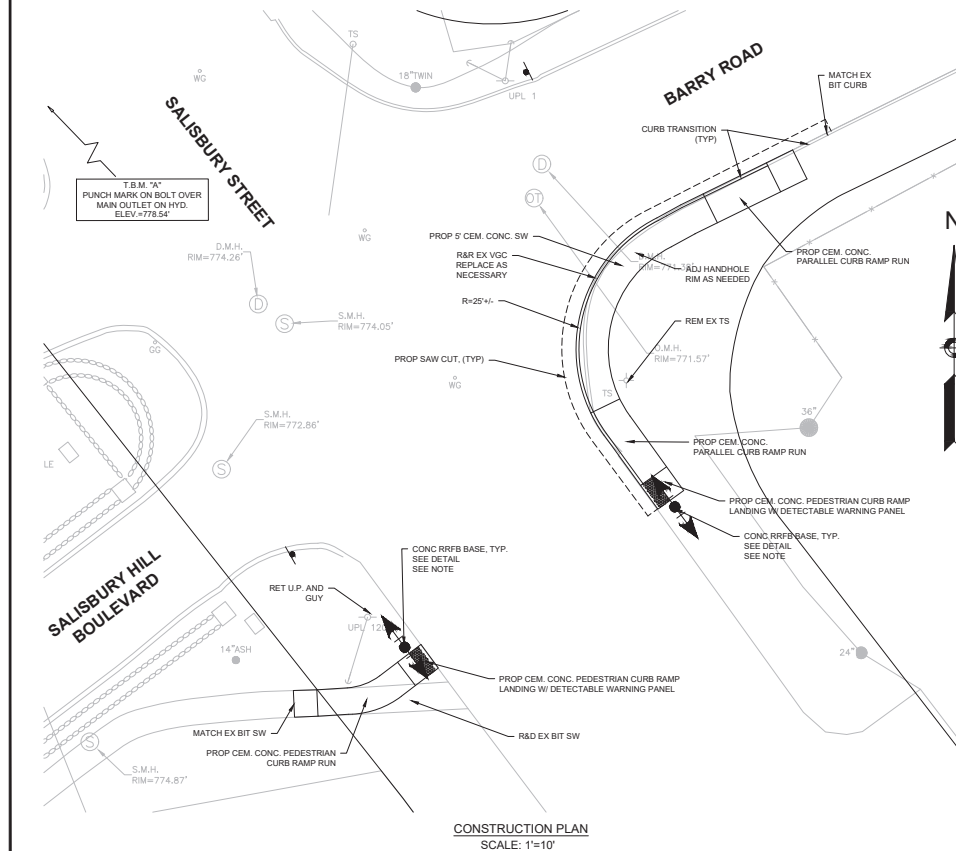 TS
WG
18"TWIN
UPL 1
BARRY ROAD
MATCH EX
BIT CURB
SALISBURY STREET
CURB TRANSITION
(TYP)
T.B.M. "A"
PUNCH MARK ON BOLT OVER
MAIN OUTLET ON HYD.
ELEV.=778.54'
D
OT
N
WG
PROP 5' CEM. CONC. SW
D.M.H.
RIM=774.26'
R&R EX VGC
REPLACE AS
NECESSARY
D.M.H.
ADJ HANDHOLE
RIM AS NEEDED
PROP CEM. CONC.
PARALLEL CURB RAMP RUN
D
S
S.M.H.
RIM=774.05'
R=25'+/-
REM EX TS
GG
PROP SAW CUT, (TYP)
D.M.H.
RIM=771.57'
WG
TS
S.M.H.
RIM=772.86'
36"
LE
S
PROP CEM. CONC.
PARALLEL CURB RAMP RUN
PROP CEM. CONC. PEDESTRIAN CURB RAMP
LANDING W/ DETECTABLE WARNING PANEL
CONC RRFB BASE, TYP.
SEE DETAIL
SEE NOTE
SALISBURY HILL
BOULEVARD
CONC RRFB BASE, TYP.
SEE DETAIL
SEE NOTE
RET U.P. AND
GUY
14"ASH
24"
PROP CEM. CONC. PEDESTRIAN CURB RAMP
LANDING W/ DETECTABLE WARNING PANEL
MATCH EX BIT SW
R&D EX BIT SW
S
PROP CEM. CONC. PEDESTRIAN
CURB RAMP RUN
S.M.H.
RIM=774.87'
CONSTRUCTION PLAN
SCALE: 1'=10'